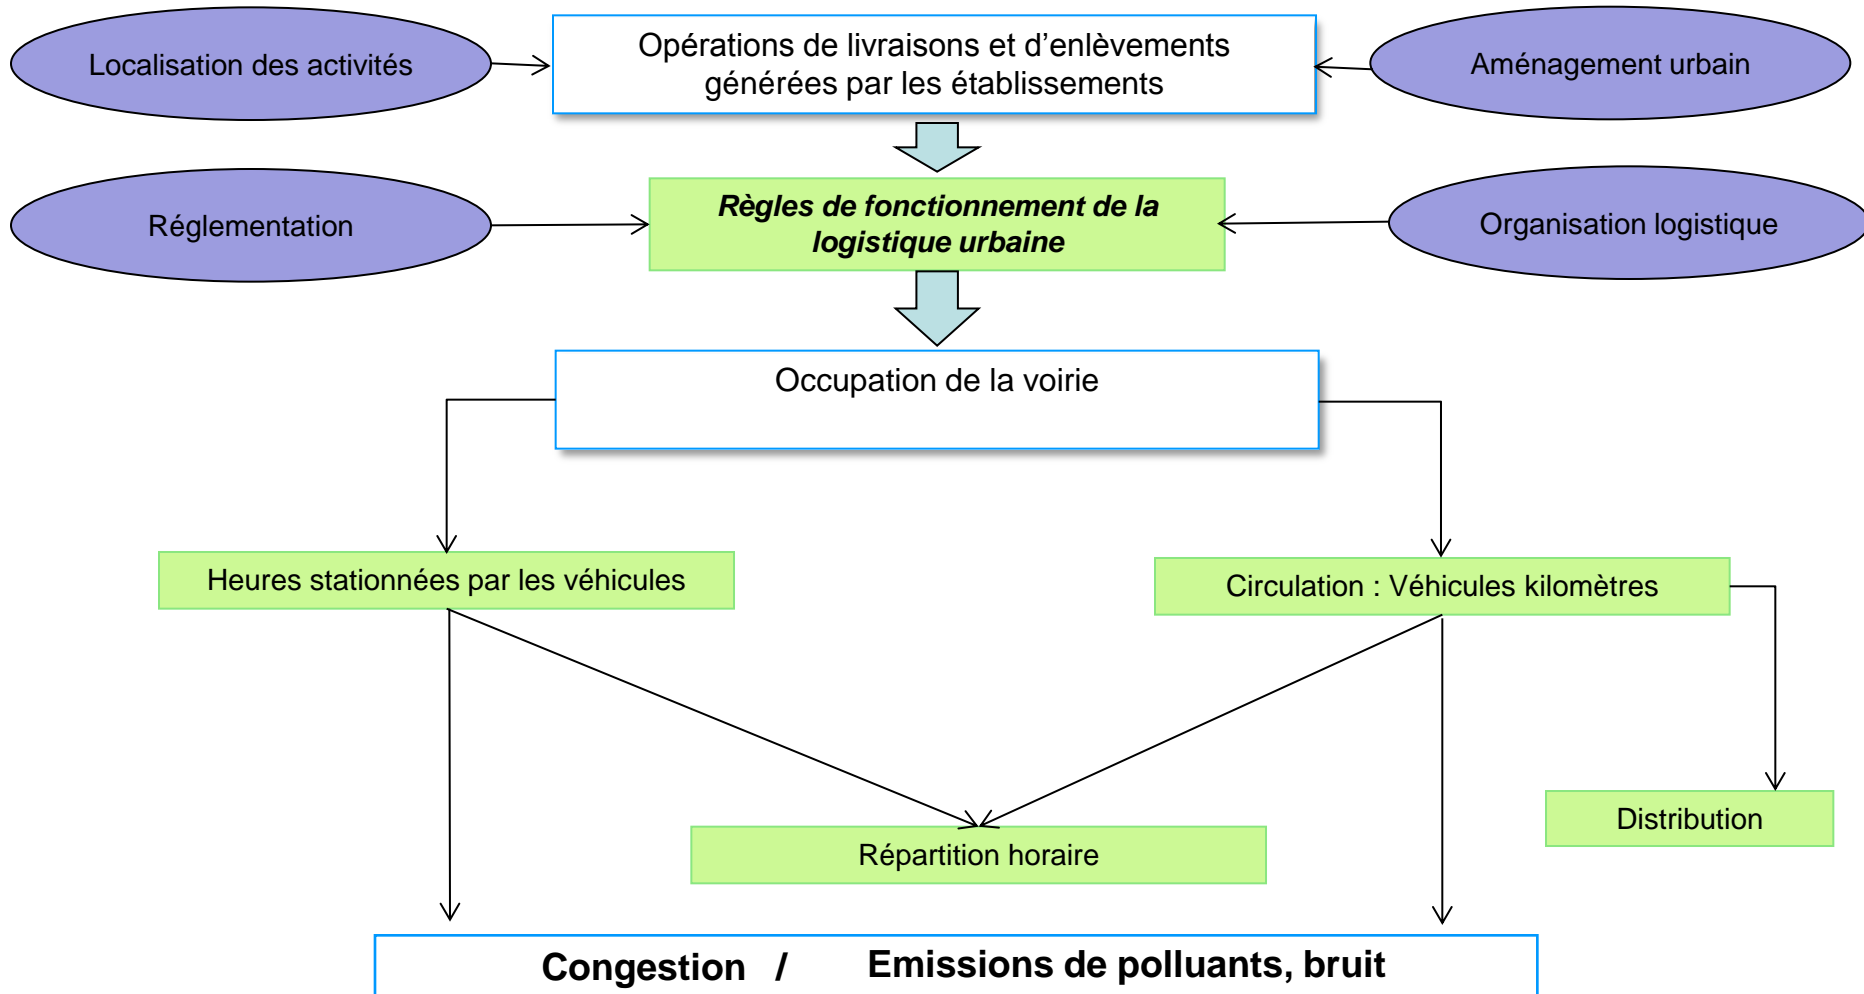 Localisation des activités
Opérations de livraisons et d’enlèvements
générées par les établissements
Aménagement urbain
Réglementation
Règles de fonctionnement de la
logistique urbaine
Organisation logistique
Occupation de la voirie
Heures stationnées par les véhicules
Circulation : Véhicules kilomètres
Distribution
Répartition horaire
Congestion / Emissions de polluants, bruit